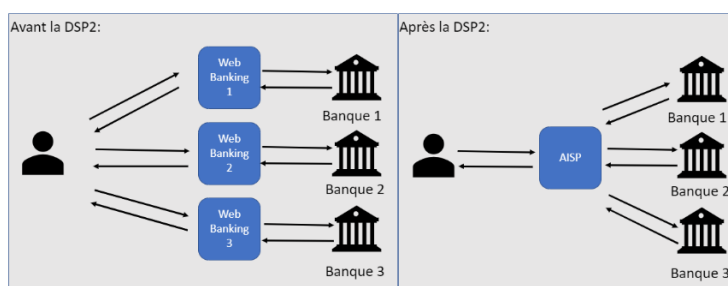 Avant la DSP2:
Web
Banking
1
Banque 1
Web
Banking
2
Banque 2
Web
Banking
3
Banque 3
Après la DSP2:
AISP
Banque 1
Banque 2
Banque 3